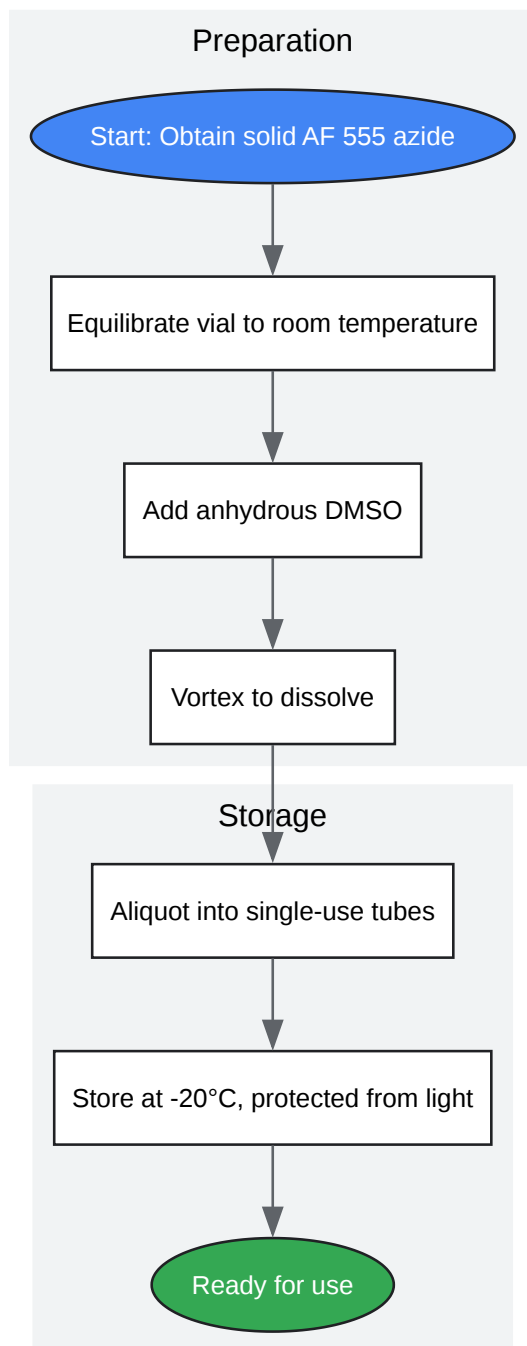 Preparation
Start: Obtain solid AF 555 azide
Equilibrate vial to room temperature
Add anhydrous DMSO
Vortex to dissolve
Storage
Aliquot into single-use tubes
Store at -20°C, protected from light
Ready for use